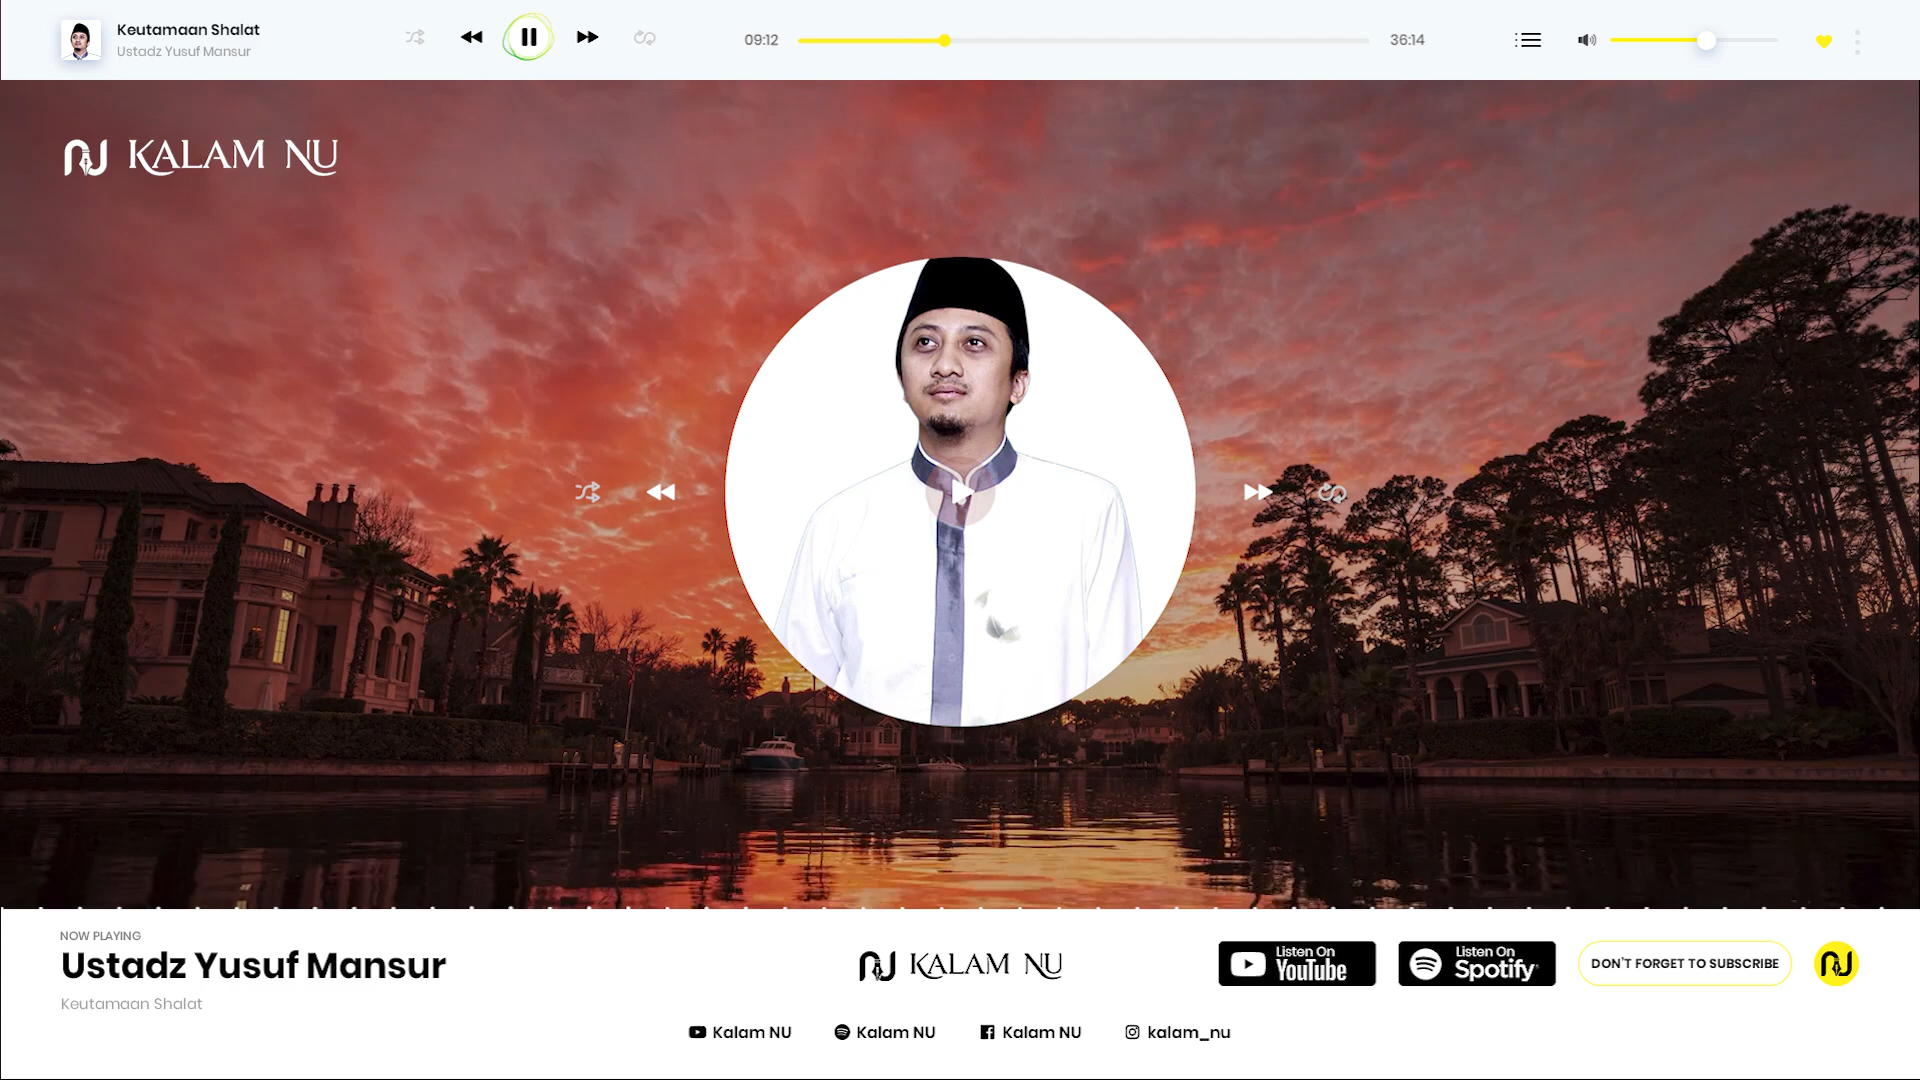 Keutamaan Shalat
Ustadz Yusuf Mansur
09:12
36:14
KALAM NU
NOW PLAYING
Ustadz Yusuf Mansur
Keutamaan Shalat
KALAM NU
Listen On
YouTube
Listen On
Spotify
DON'T FORGET TO SUBSCRIBE
Kalam NU
Kalam NU
Kalam NU
kalam_nu